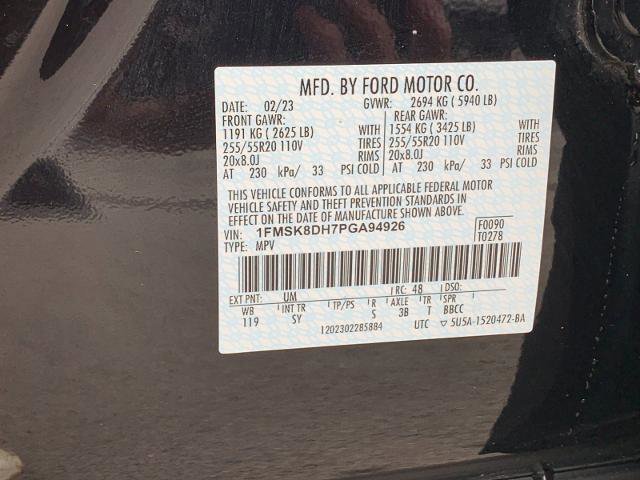 MFD. BY FORD MOTOR CO.
DATE: 02/23 GVWR: 2694 KG ( 5940 LB)
FRONT GAWR: REAR GAWR:
1191 KG ( 2625 LB) WITH 1554 KG ( 3425 LB) WITH
255/55R20 110V TIRES 255/55R20 110V TIRES
20x8.0J RIMS 20x8.0J RIMS
AT 230 kPa/ 33 PSI COLD AT 230 kPa/ 33 PSI COLD
THIS VEHICLE CONFORMS TO ALL APPLICABLE FEDERAL MOTOR
VEHICLE SAFETY AND THEFT PREVENTION STANDARDS IN
EFFECT ON THE DATE OF MANUFACTURE SHOWN ABOVE.
VIN: 1FMSK8DH7PGA94926 F0090
TYPE: MPV T0278
EXT PNT: UM RC: 48 DSO:
WB INT TR TP/PS R AXLE TR SPR
119 SY S 3B T BBCC
1202302285884 UTC 5U5A-1520472-BA